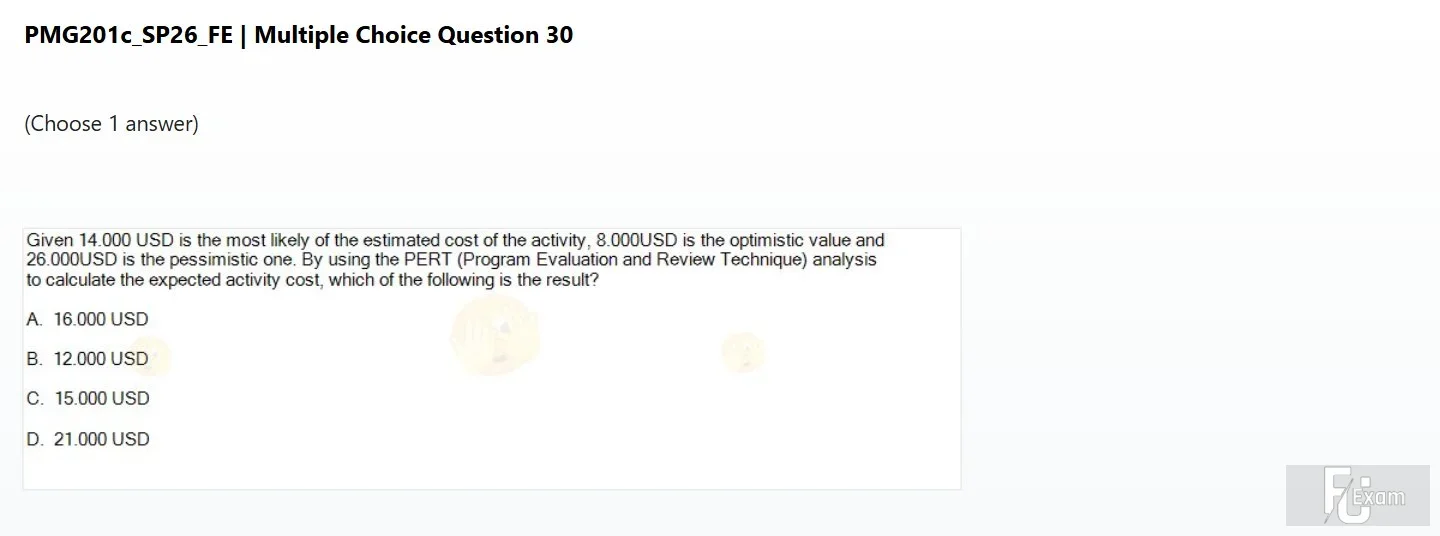 PMG201c_SP26_FE | Multiple Choice Question 30
(Choose 1 answer)
Given 14.000 USD is the most likely of the estimated cost of the activity, 8.000USD is the optimistic value and
26.000USD is the pessimistic one. By using the PERT (Program Evaluation and Review Technique) analysis
to calculate the expected activity cost, which of the following is the result?
A. 16.000 USD
B. 12.000 USD
C. 15.000 USD
D. 21.000 USD
FU Exam